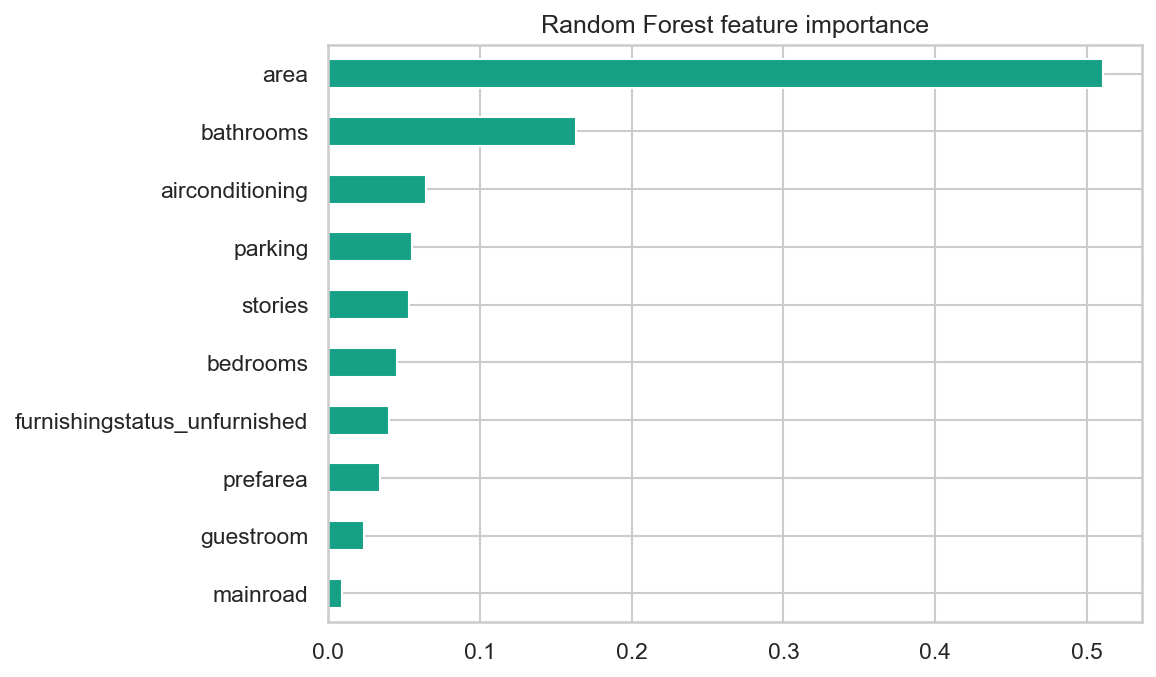 Random Forest feature importance
area
bathrooms
airconditioning
parking
stories
bedrooms
furnishingstatus_unfurnished
prefarea
guestroom
mainroad
0.0 0.1 0.2 0.3 0.4 0.5